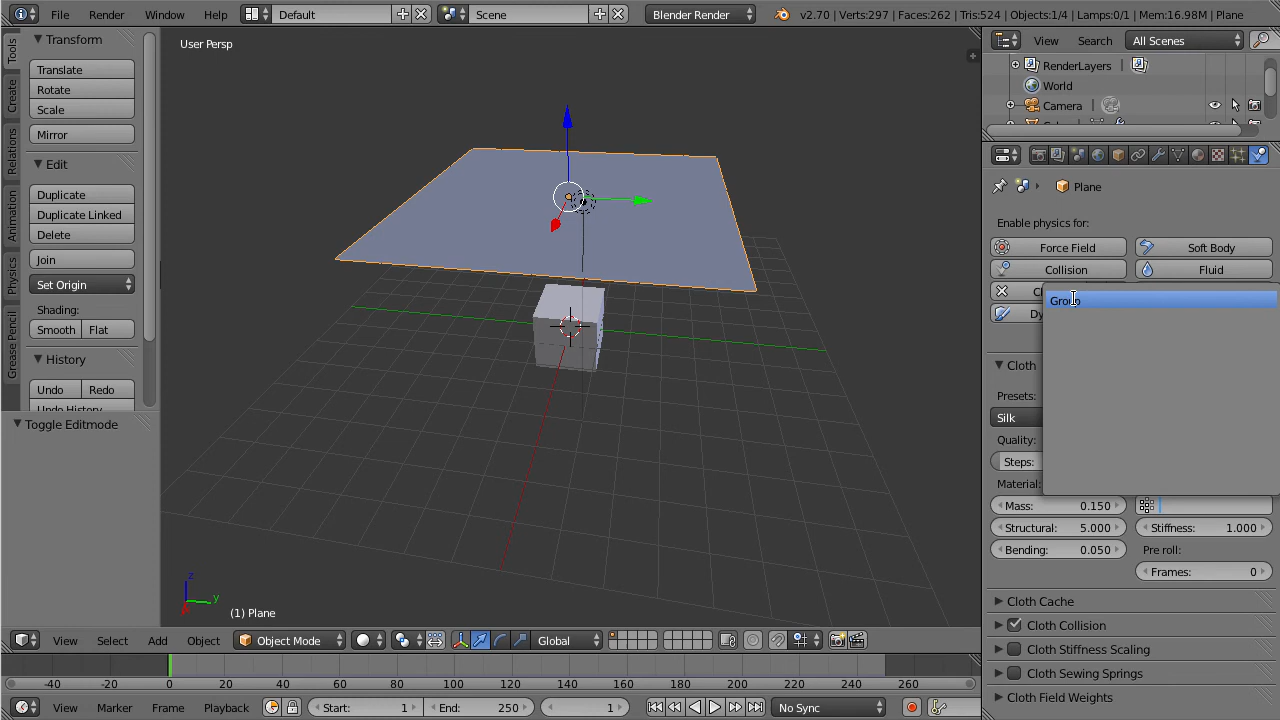 File Render Window Help Default Scene Blender Render v2.70 | Verts:297 | Faces:262 | Tris:524 | Objects:1/4 | Lamps:0/1 | Mem:16.98M | Plane
Tools
Create
Relations
Animation
Physics
Grease Pencil
Transform
Translate
Rotate
Scale
Mirror
Edit
Duplicate
Duplicate Linked
Delete
Join
Set Origin
Shading:
Smooth Flat
History
Undo Redo
Undo History
Toggle Editmode
User Persp
z
y
(1) Plane
View Select Add Object Object Mode Global
-40 -20 0 20 40 60 80 100 120 140 160 180 200 220 240 260
View Marker Frame Playback Start: 1 End: 250 1 No Sync
View Search All Scenes
RenderLayers
World
Camera
Plane
Enable physics for:
Force Field Soft Body
Collision Fluid
Group
Cloth
Presets:
Silk
Quality:
Steps:
Material:
Mass: 0.150
Structural: 5.000 Stiffness: 1.000
Bending: 0.050 Pre roll:
Frames: 0
Cloth Cache
Cloth Collision
Cloth Stiffness Scaling
Cloth Sewing Springs
Cloth Field Weights